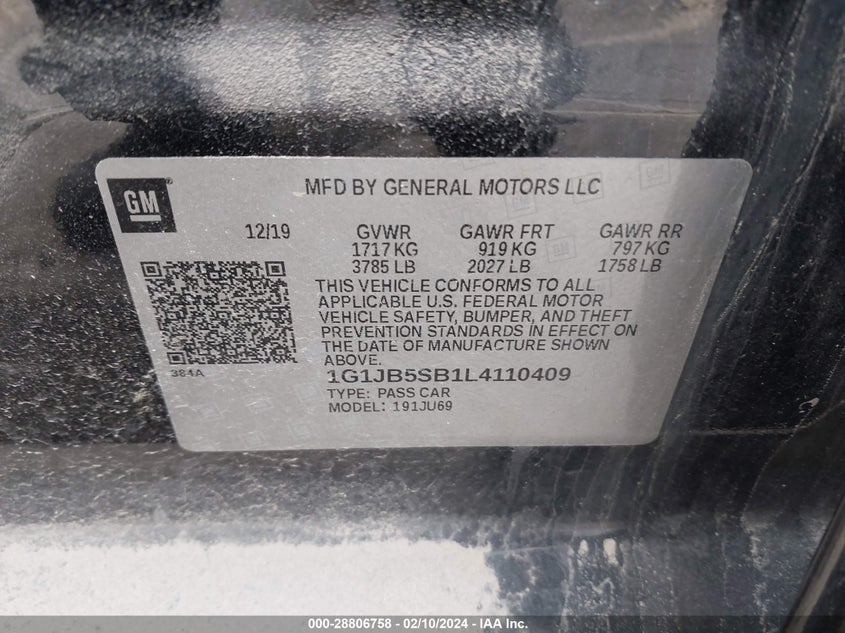 GM
MFD BY GENERAL MOTORS LLC
12/19 GVWR GAWR FRT GAWR RR
1717 KG 919 KG 797 KG
3785 LB 2027 LB 1758 LB
THIS VEHICLE CONFORMS TO ALL
APPLICABLE U.S. FEDERAL MOTOR
VEHICLE SAFETY, BUMPER, AND THEFT
PREVENTION STANDARDS IN EFFECT ON
THE DATE OF MANUFACTURE SHOWN
ABOVE.
384A
1G1JB5SB1L4110409
TYPE: PASS CAR
MODEL: 191JU69
000-28806758 — 02/10/2024 — IAA Inc.